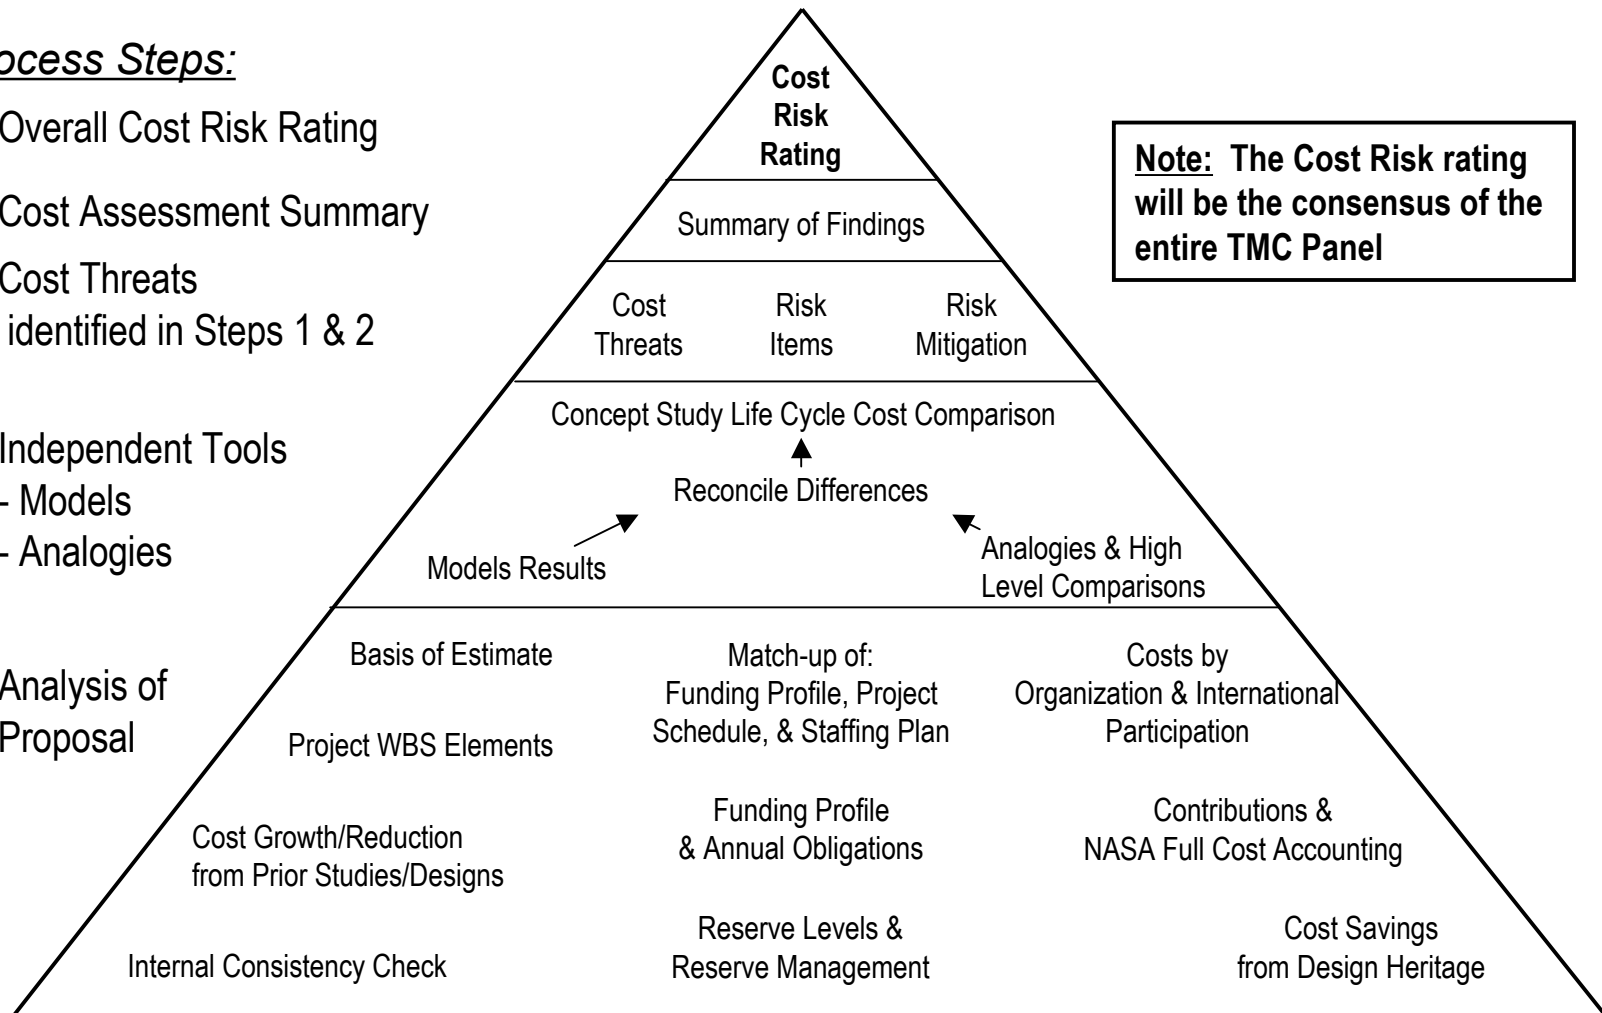 ocess Steps:
Overall Cost Risk Rating
Cost Assessment Summary
Cost Threats
identified in Steps 1 & 2
Independent Tools
- Models
- Analogies
Analysis of
Proposal
Cost
Risk
Rating
Summary of Findings
Cost
Threats
Risk
Items
Risk
Mitigation
Concept Study Life Cycle Cost Comparison
Reconcile Differences
Models Results
Analogies & High
Level Comparisons
Basis of Estimate
Match-up of:
Funding Profile, Project
Schedule, & Staffing Plan
Costs by
Organization & International
Participation
Project WBS Elements
Funding Profile
& Annual Obligations
Contributions &
NASA Full Cost Accounting
Cost Growth/Reduction
from Prior Studies/Designs
Reserve Levels &
Reserve Management
Cost Savings
from Design Heritage
Internal Consistency Check
Note: The Cost Risk rating
will be the consensus of the
entire TMC Panel